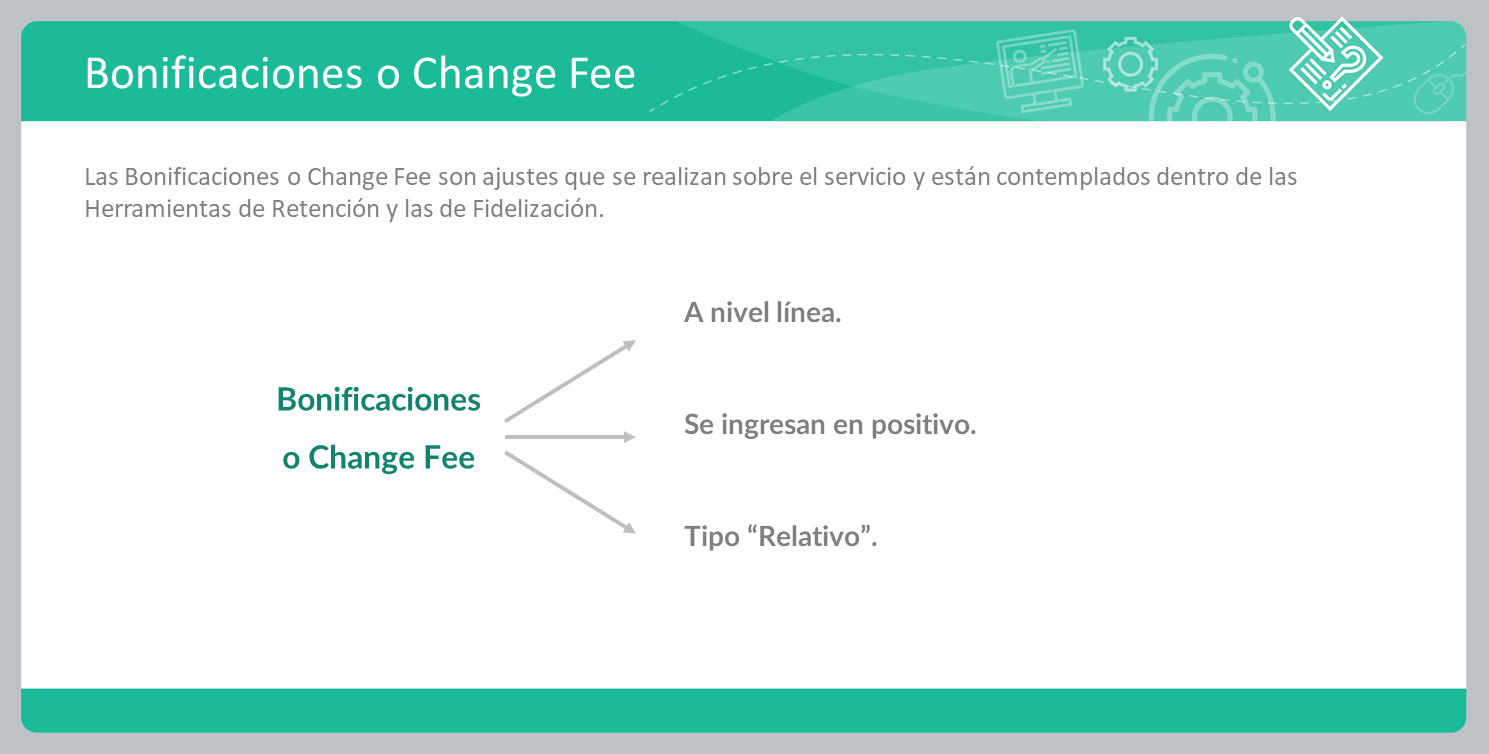 Bonificaciones o Change Fee
Las Bonificaciones o Change Fee son ajustes que se realizan sobre el servicio y están contemplados dentro de las
Herramientas de Retención y las de Fidelización.
A nivel línea.
Bonificaciones
o Change Fee
Se ingresan en positivo.
Tipo “Relativo”.